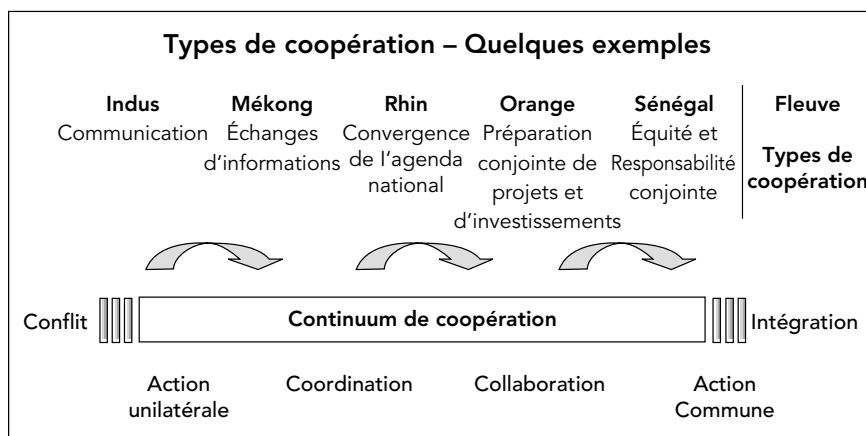 Types de coopération – Quelques exemples
Indus
Communication
Mékong
Échanges
d'informations
Rhin
Convergence
de l'agenda
national
Orange
Préparation
conjointe de
projets et
d'investissements
Sénégal
Équité et
Responsabilité
conjointe
Fleuve
Types de
coopération
Conflit
Continuum de coopération
Intégration
Action
unilatérale
Coordination
Collaboration
Action
Commune